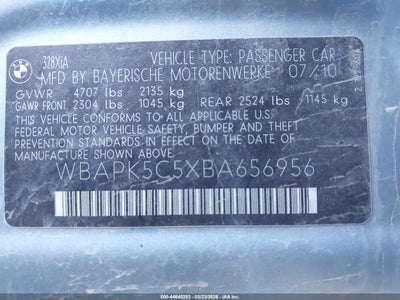 BMW
328XiA
VEHICLE TYPE: PASSENGER CAR
MFD BY BAYERISCHE MOTORENWERKE 07/10
GVWR 4707 lbs 2135 kg
GAWR FRONT 2304 lbs 1045 kg REAR 2524 lbs 1145 kg
THIS VEHICLE CONFORMS TO ALL APPLICABLE U.S.
FEDERAL MOTOR VEHICLE SAFETY, BUMPER, AND THEFT
PREVENTION STANDARDS IN EFFECT ON THE DATE OF
MANUFACTURE SHOWN ABOVE.
WBAPK5C5XBA656956
000-44640282 - 03/23/2026 - IAA Inc.